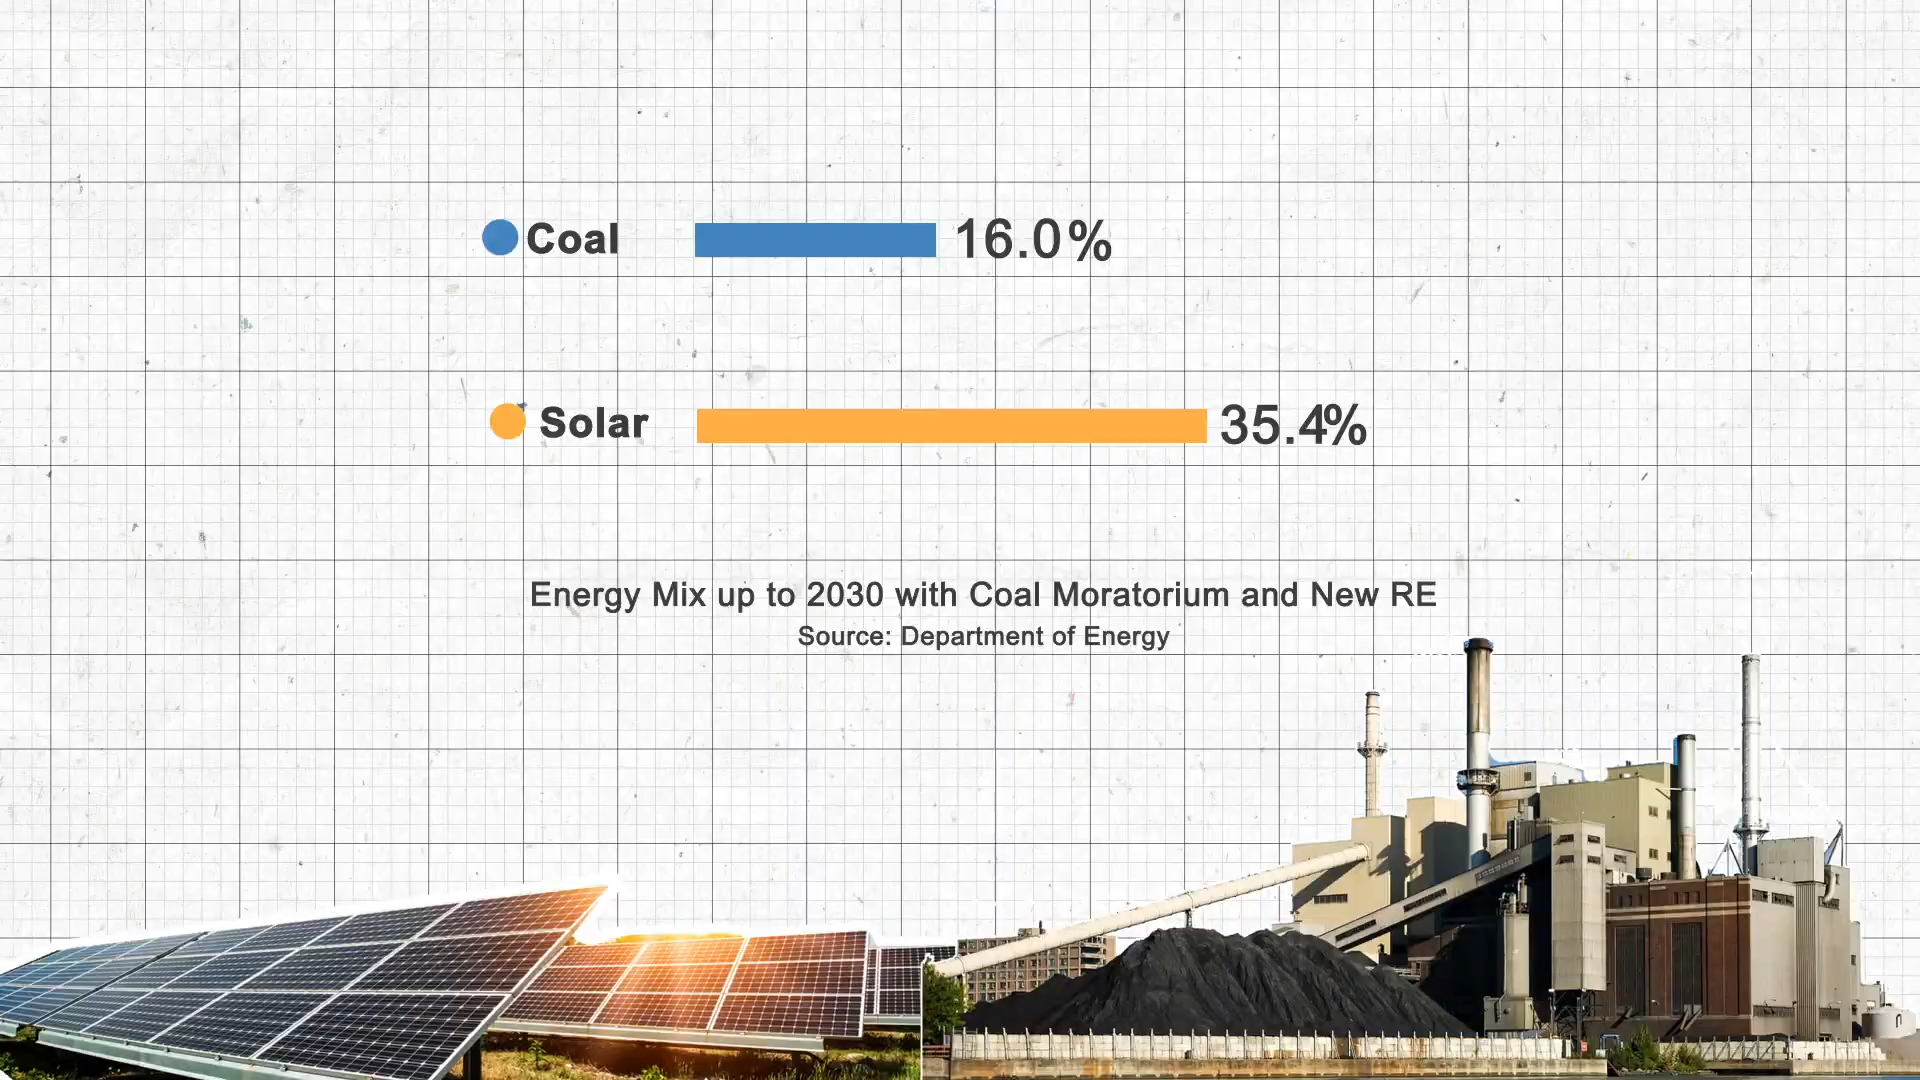 Coal 16.0%
Solar 35.4%
Energy Mix up to 2030 with Coal Moratorium and New RE
Source: Department of Energy